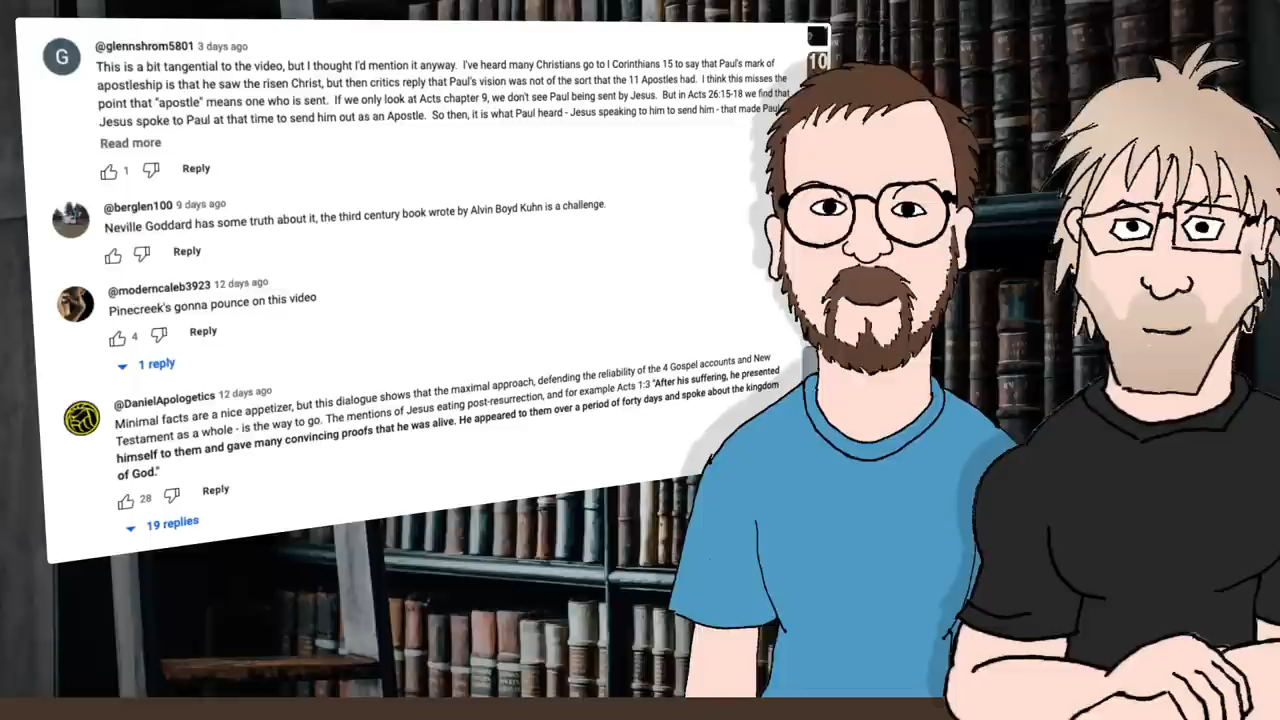 G
@glennshrom5801 3 days ago
This is a bit tangential to the video, but I thought I'd mention it anyway. I've heard many Christians go to I Corinthians 15 to say that Paul's mark of
apostleship is that he saw the risen Christ, but then critics reply that Paul's vision was not of the sort that the 11 Apostles had. I think this misses the
point that "apostle" means one who is sent. If we only look at Acts chapter 9, we don't see Paul being sent by Jesus. But in Acts 26:15-18 we find that
Jesus spoke to Paul at that time to send him out as an Apostle. So then, it is what Paul heard - Jesus speaking to him to send him - that made Paul
Read more
1 Reply
@berglen100 9 days ago
Neville Goddard has some truth about it, the third century book wrote by Alvin Boyd Kuhn is a challenge.
Reply
@moderncaleb3923 12 days ago
Pinecreek's gonna pounce on this video
4 Reply
1 reply
@DanielApologetics 12 days ago
Minimal facts are a nice appetizer, but this dialogue shows that the maximal approach, defending the reliability of the 4 Gospel accounts and New
Testament as a whole - is the way to go. The mentions of Jesus eating post-resurrection, and for example Acts 1:3 "After his suffering, he presented
himself to them and gave many convincing proofs that he was alive. He appeared to them over a period of forty days and spoke about the kingdom
of God."
28 Reply
19 replies
10